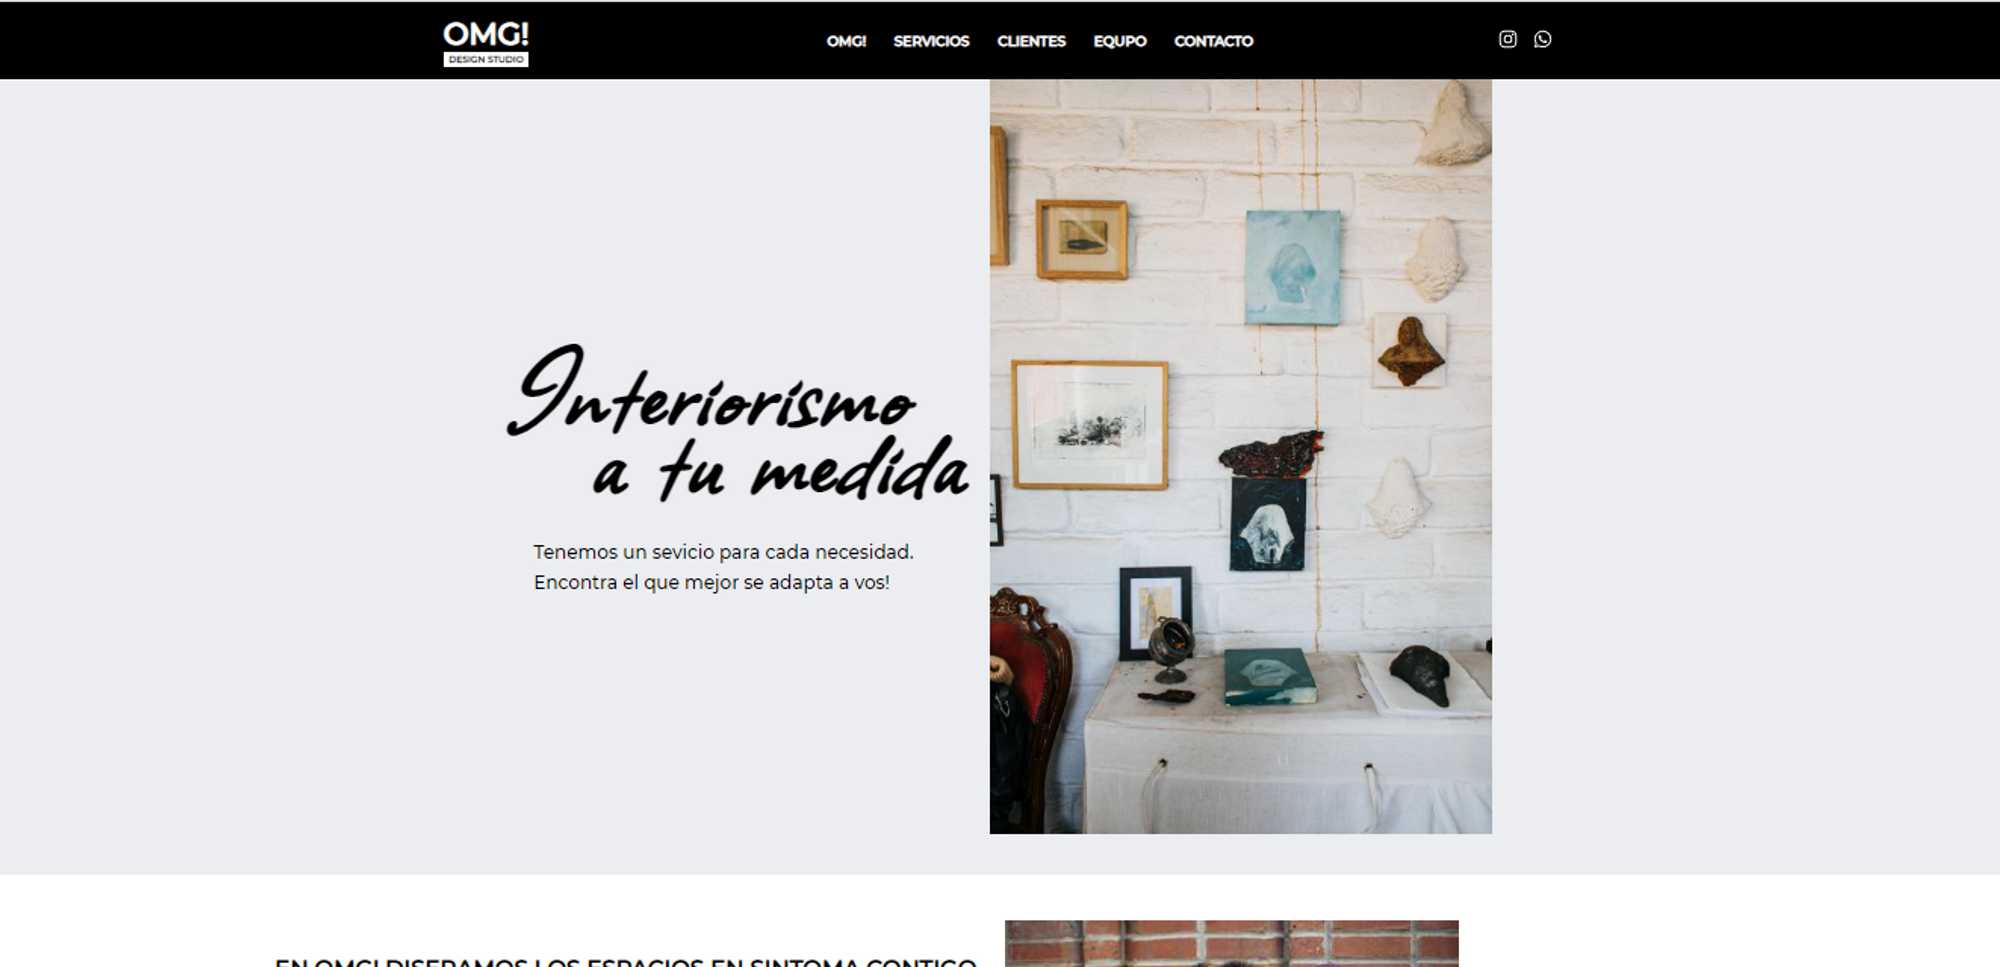 OMG!
DESIGN STUDIO
OMG! SERVICIOS CLIENTES EQUPO CONTACTO
Interiorismo
a tu medida
Tenemos un sevicio para cada necesidad.
Encontra el que mejor se adapta a vos!
EN OMG! DISEÑAMOS LOS ESPACIOS EN SINTOMA CONTIGO